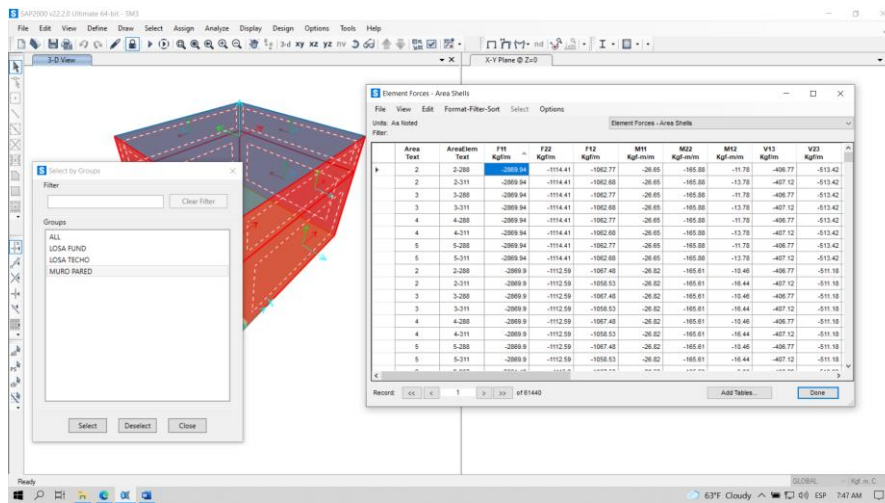 SAP2000 v22.2.0 Ultimate 64-bit - SM3
File Edit View Define Draw Select Assign Analyze Display Design Options Tools Help
3-d xy xz yz nv
nd
3-D View
X-Y Plane @ Z=0
Select by Groups
Filter
Clear Filter
Groups
ALL
LOSA FUND
LOSA TECHO
MURO PARED
Select Deselect Close
Element Forces - Area Shells
File View Edit Format-Filter-Sort Select Options
Units: As Noted Element Forces - Area Shells
Filter:
Area AreaElem F11 F22 F12 M11 M22 M12 V13 V23
Text Text Kgf/m Kgf/m Kgf/m Kgf-m/m Kgf-m/m Kgf-m/m Kgf/m Kgf/m
2 2-288 -2869.94 -1114.41 -1062.77 -26.65 -165.88 -11.78 -406.77 -513.42
2 2-311 -2869.94 -1114.41 -1062.68 -26.65 -165.88 -13.78 -407.12 -513.42
3 3-288 -2869.94 -1114.41 -1062.77 -26.65 -165.88 -11.78 -406.77 -513.42
3 3-311 -2869.94 -1114.41 -1062.68 -26.65 -165.88 -13.78 -407.12 -513.42
4 4-288 -2869.94 -1114.41 -1062.77 -26.65 -165.88 -11.78 -406.77 -513.42
4 4-311 -2869.94 -1114.41 -1062.68 -26.65 -165.88 -13.78 -407.12 -513.42
5 5-288 -2869.94 -1114.41 -1062.77 -26.65 -165.88 -11.78 -406.77 -513.42
5 5-311 -2869.94 -1114.41 -1062.68 -26.65 -165.88 -13.78 -407.12 -513.42
2 2-288 -2869.9 -1112.59 -1067.48 -26.82 -165.61 -10.46 -406.77 -511.18
2 2-311 -2869.9 -1112.59 -1058.53 -26.82 -165.61 -16.44 -407.12 -511.18
3 3-288 -2869.9 -1112.59 -1067.48 -26.82 -165.61 -10.46 -406.77 -511.18
3 3-311 -2869.9 -1112.59 -1058.53 -26.82 -165.61 -16.44 -407.12 -511.18
4 4-288 -2869.9 -1112.59 -1067.48 -26.82 -165.61 -10.46 -406.77 -511.18
4 4-311 -2869.9 -1112.59 -1058.53 -26.82 -165.61 -16.44 -407.12 -511.18
5 5-288 -2869.9 -1112.59 -1067.48 -26.82 -165.61 -10.46 -406.77 -511.18
5 5-311 -2869.9 -1112.59 -1058.53 -26.82 -165.61 -16.44 -407.12 -511.18
Record: << < 1 > >> of 61440 Add Tables... Done
Ready GLOBAL Kgf, m, C
63°F Cloudy ESP 7:47 AM